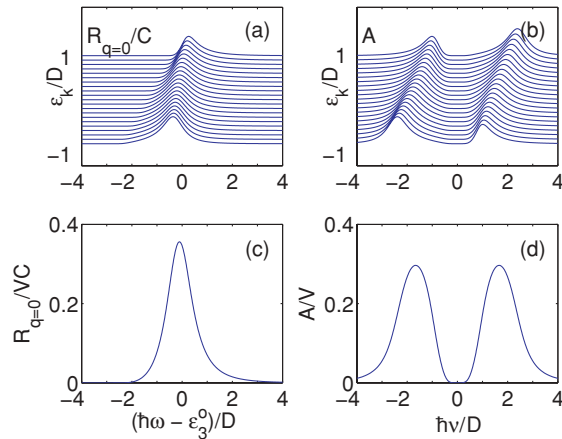 R_{q=0}/C (a)
ε_k/D
1
-1
−4 −2 0 2 4
A (b)
ε_k/D
1
-1
−4 −2 0 2 4
(c)
R_{q=0}/VC
0.4
0.2
0
−4 −2 0 2 4
(ħω − ε_3^o)/D
(d)
A/V
0.4
0.2
0
−4 −2 0 2 4
ħν/D